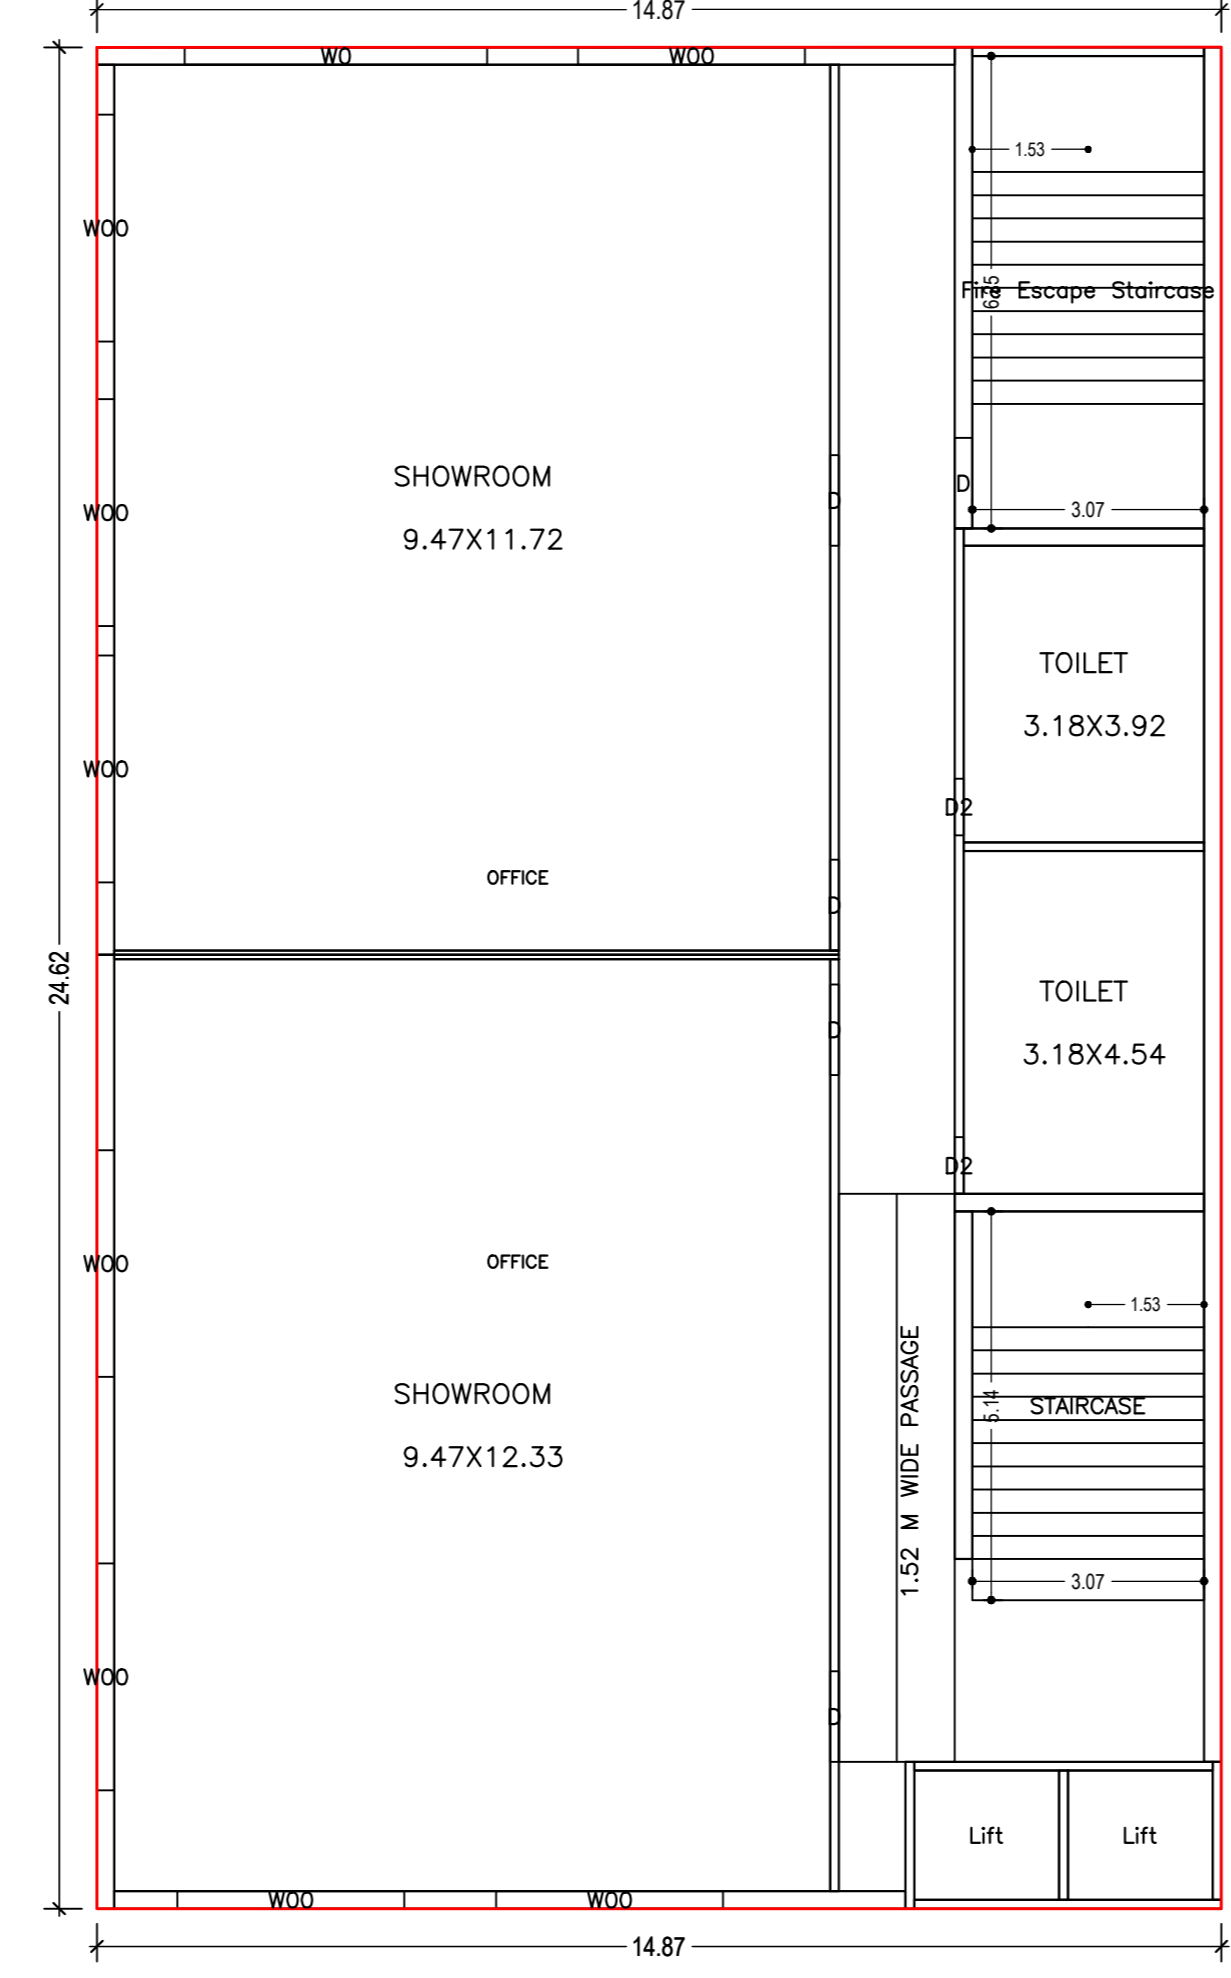 14.87
WO
WOO
1.53
WOO
6.25
Fire Escape Staircase
SHOWROOM
9.47X11.72
D
D
3.07
WOO
TOILET
3.18X3.92
WOO
D2
OFFICE
D
24.62
TOILET
3.18X4.54
D
D2
WOO
OFFICE
1.53
SHOWROOM
9.47X12.33
1.52 M WIDE PASSAGE
5.14
STAIRCASE
3.07
WOO
D
Lift
Lift
WOO
WOO
14.87